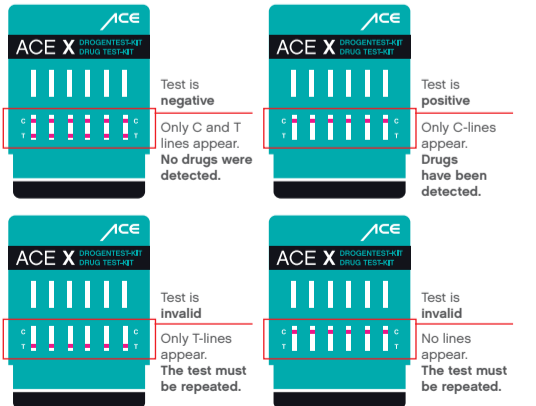 ACE
ACE X DROGENTEST-KIT
DRUG TEST-KIT
C C
T T
Test is
negative
Only C and T
lines appear.
No drugs were
detected.
ACE
ACE X DROGENTEST-KIT
DRUG TEST-KIT
C C
T T
Test is
positive
Only C-lines
appear.
Drugs
have been
detected.
ACE
ACE X DROGENTEST-KIT
DRUG TEST-KIT
C C
T T
Test is
invalid
Only T-lines
appear.
The test must
be repeated.
ACE
ACE X DROGENTEST-KIT
DRUG TEST-KIT
C C
T T
Test is
invalid
No lines
appear.
The test must
be repeated.